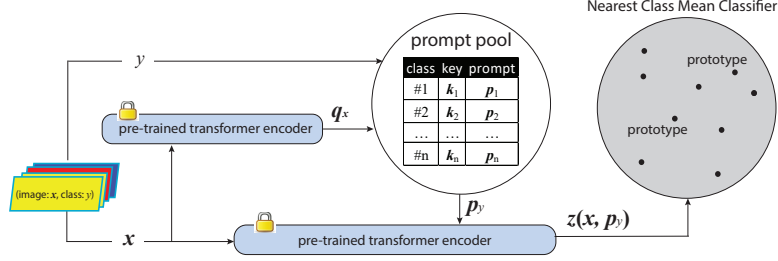 Nearest Class Mean Classifier
prompt pool
y
class key prompt
#1 k1 p1
#2 k2 p2
... ... ...
#n kn pn
prototype
prototype
qx
pre-trained transformer encoder
(image: x, class: y)
py
x
pre-trained transformer encoder
z(x, py)